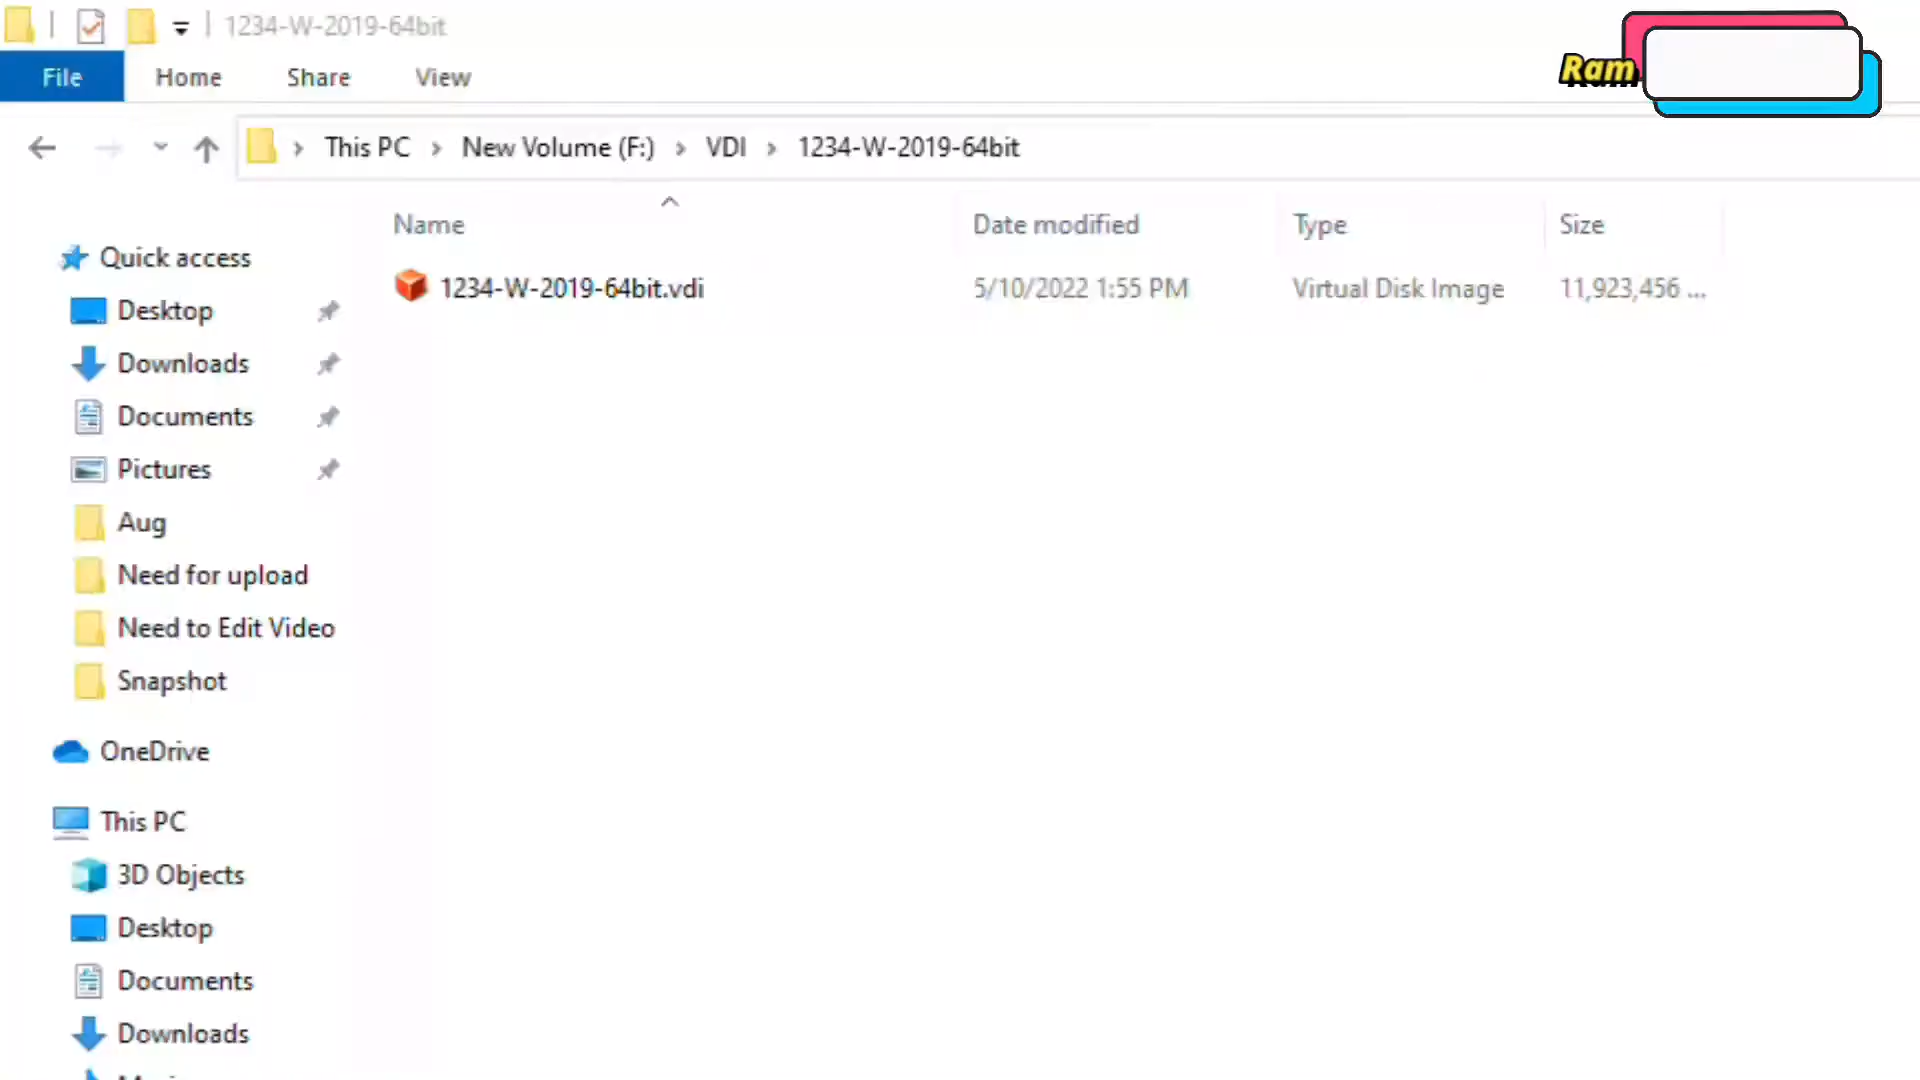 1234-W-2019-64bit
Ram
File Home Share View
This PC > New Volume (F:) > VDI > 1234-W-2019-64bit
Name Date modified Type Size
1234-W-2019-64bit.vdi 5/10/2022 1:55 PM Virtual Disk Image 11,923,456 ...
Quick access
Desktop
Downloads
Documents
Pictures
Aug
Need for upload
Need to Edit Video
Snapshot
OneDrive
This PC
3D Objects
Desktop
Documents
Downloads